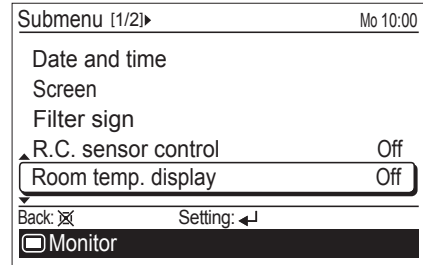 Submenu [1/2] Mo 10:00
Date and time
Screen
Filter sign
R.C. sensor control Off
Room temp. display Off
Back: Setting:
Monitor